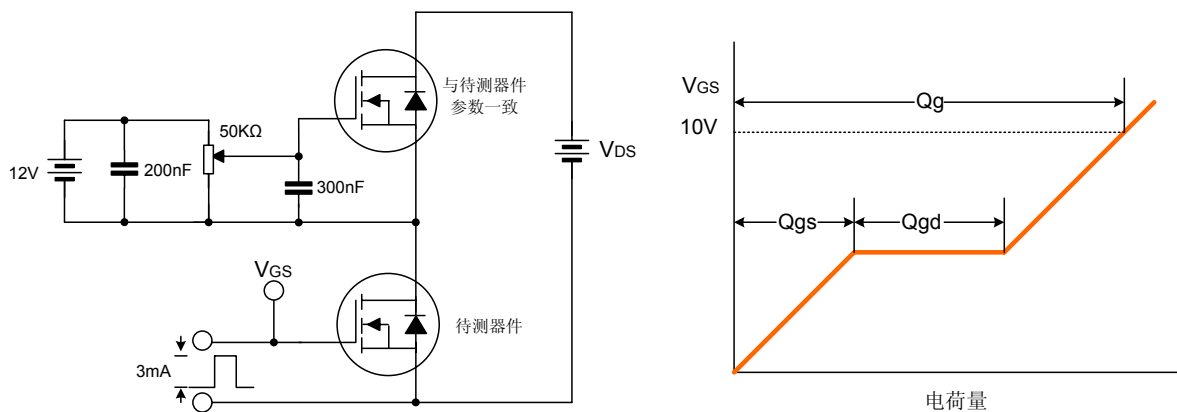 与待测器件
参数一致
50KΩ
12V
200nF
300nF
VDS
VGS
待测器件
3mA
VGS
10V
Qg
Qgs
Qgd
电荷量